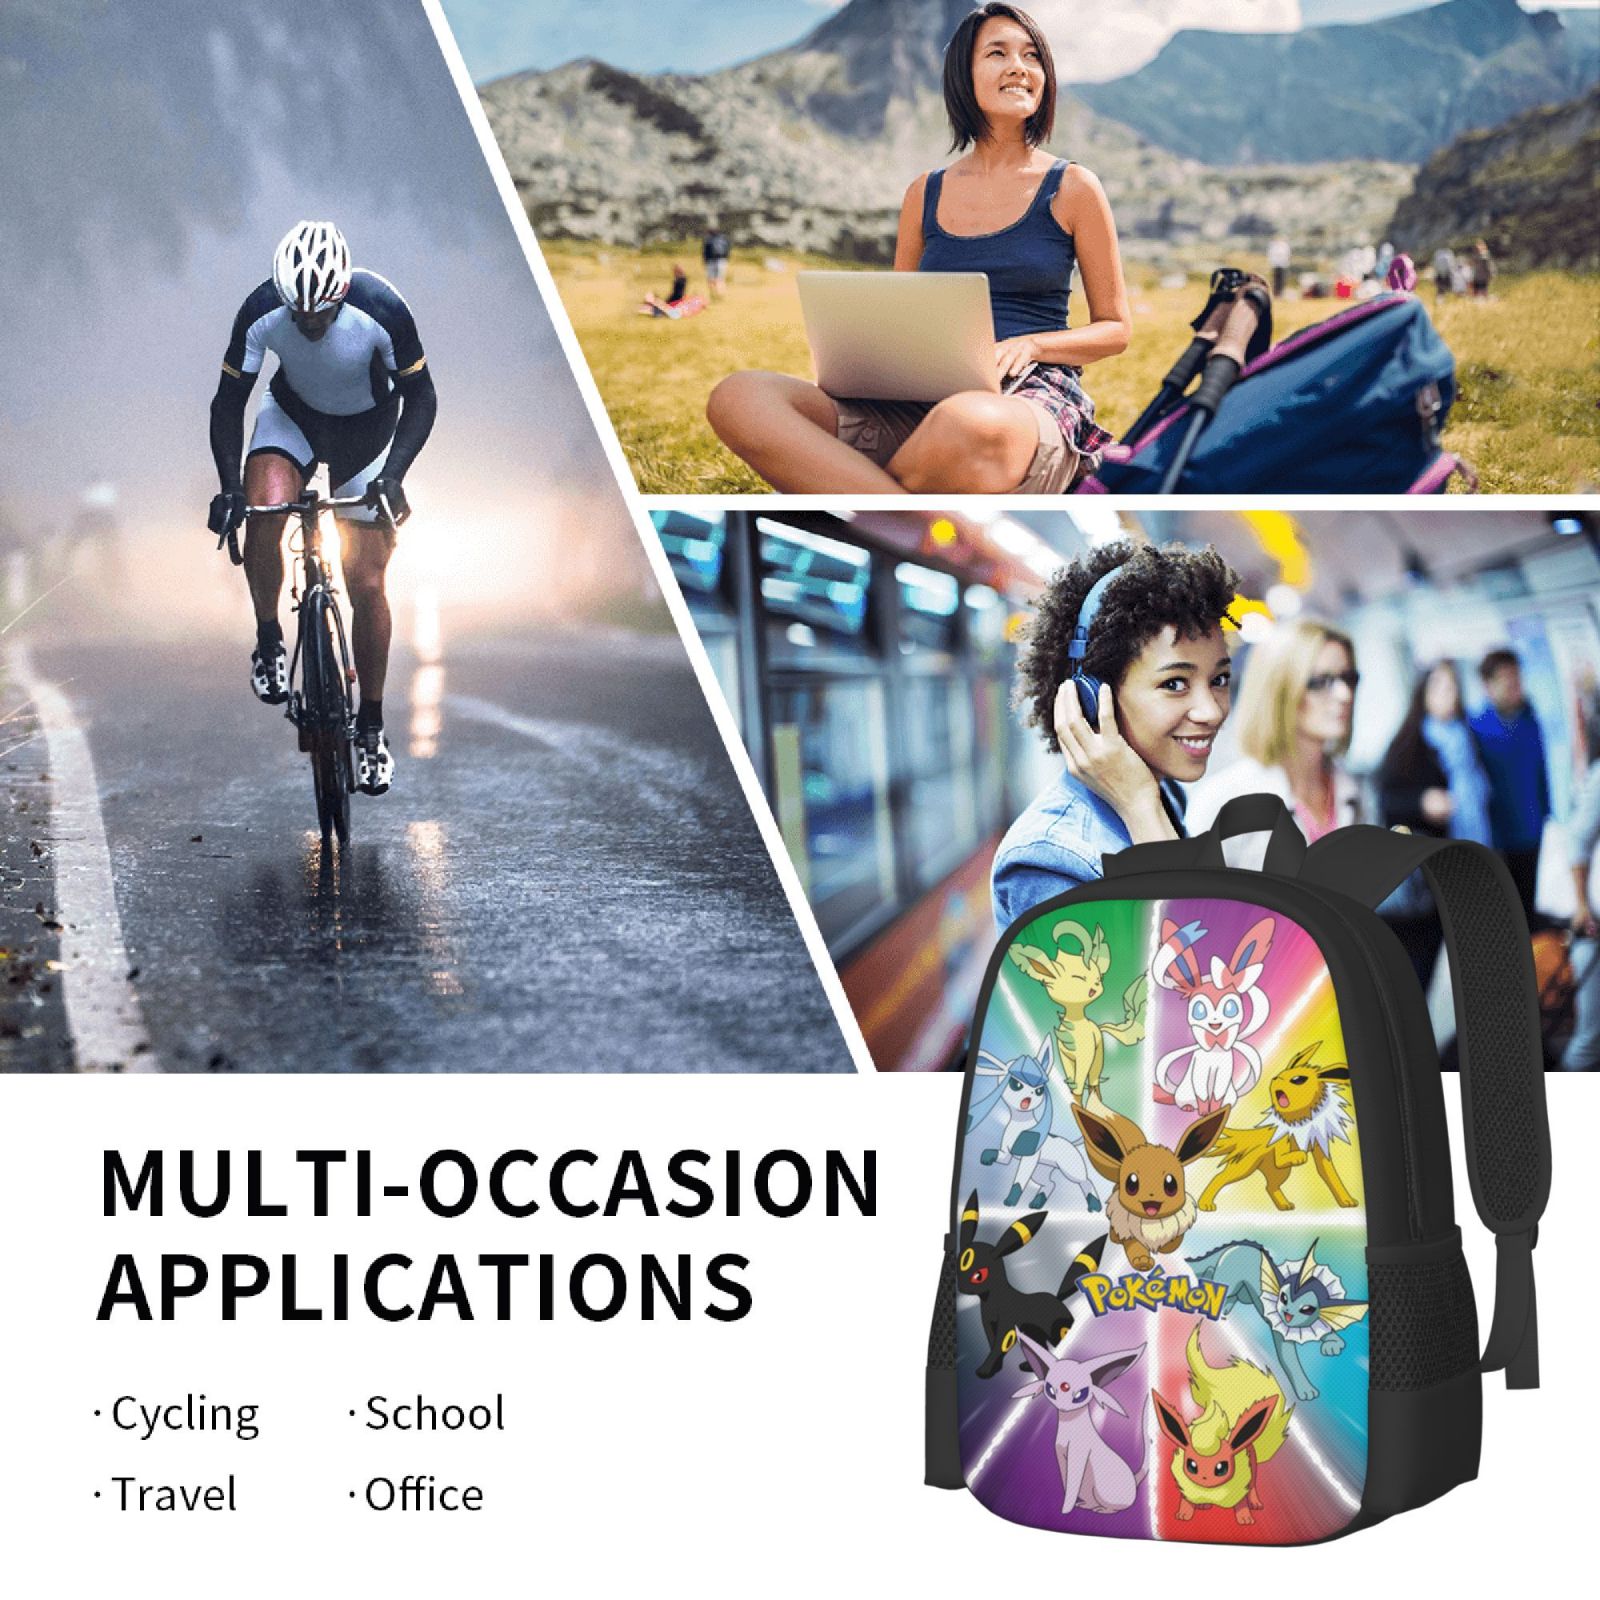 MULTI-OCCASION
APPLICATIONS
· Cycling
· School
· Travel
· Office
POKéMON